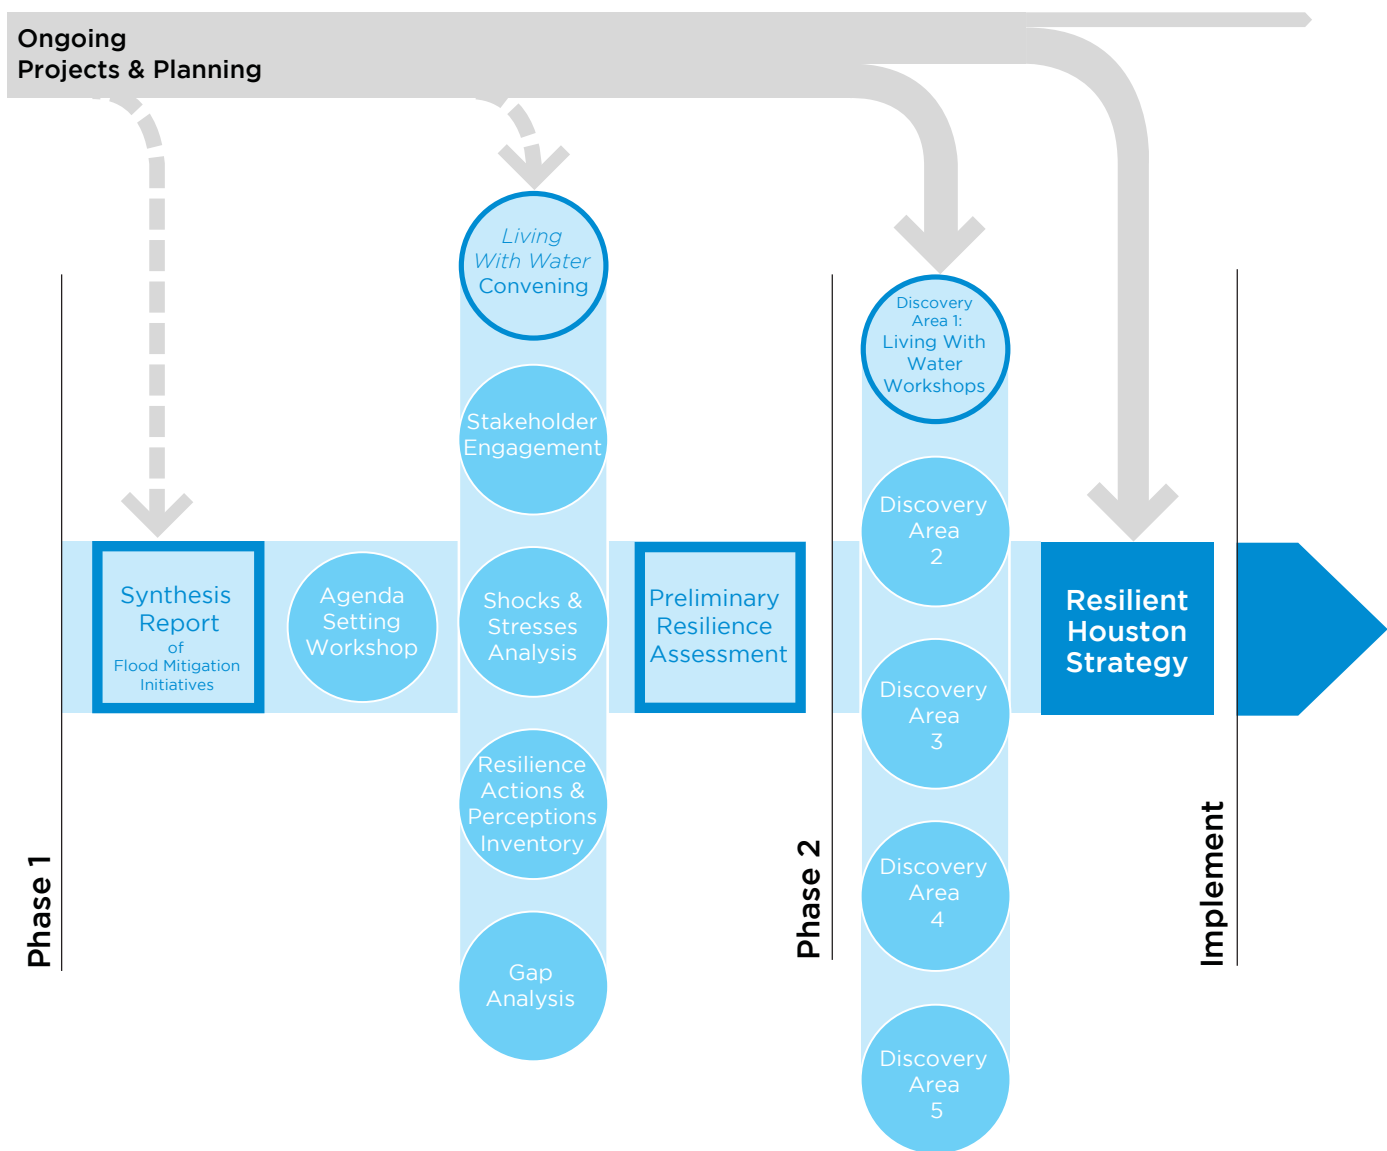 Ongoing
Projects & Planning
Phase 1
Synthesis
Report
of
Flood Mitigation
Initiatives
Agenda
Setting
Workshop
Living
With Water
Convening
Stakeholder
Engagement
Shocks &
Stresses
Analysis
Resilience
Actions &
Perceptions
Inventory
Gap
Analysis
Preliminary
Resilience
Assessment
Phase 2
Discovery
Area 1:
Living With
Water
Workshops
Discovery
Area
2
Discovery
Area
3
Discovery
Area
4
Discovery
Area
5
Resilient
Houston
Strategy
Implement